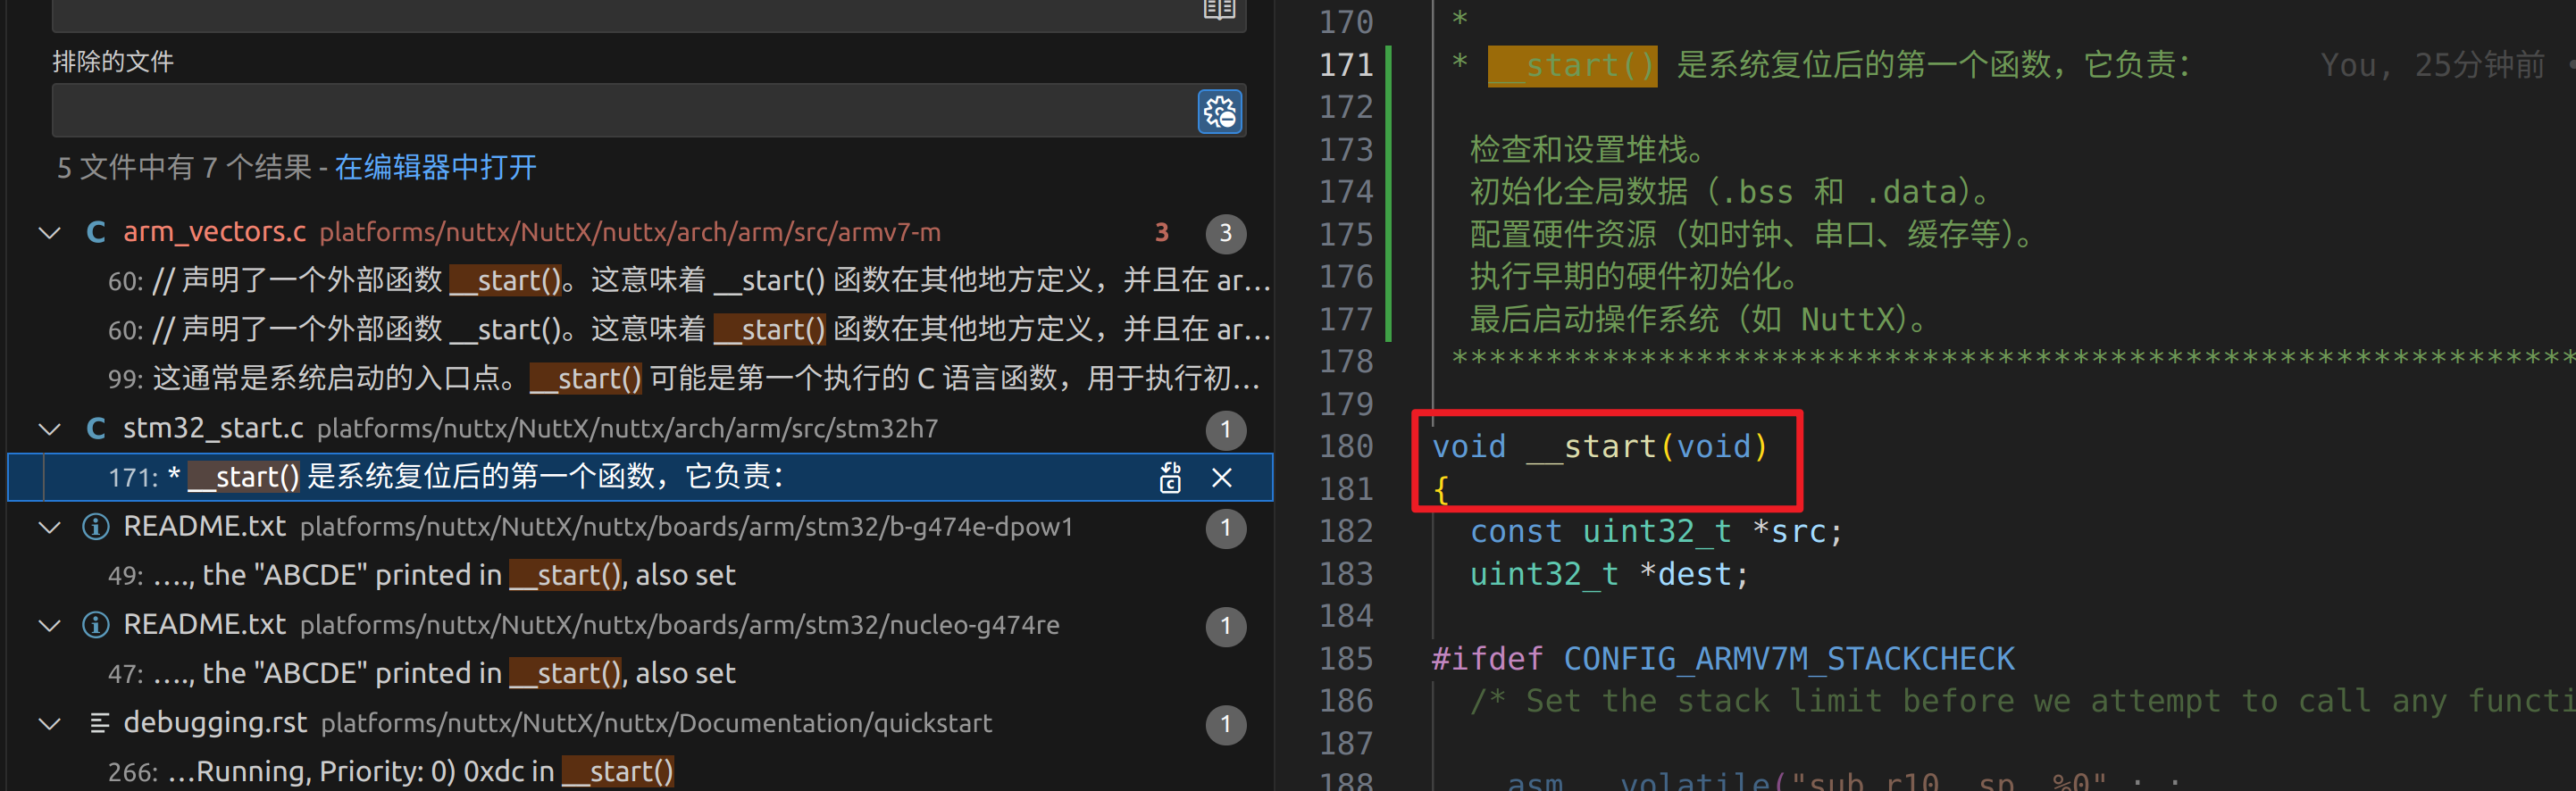 排除的文件
5 文件中有 7 个结果 - 在编辑器中打开
arm_vectors.c platforms/nuttx/NuttX/nuttx/arch/arm/src/armv7-m 3 3
60: // 声明了一个外部函数 __start()。这意味着 __start() 函数在其他地方定义，并且在 ar…
60: // 声明了一个外部函数 __start()。这意味着 __start() 函数在其他地方定义，并且在 ar…
99: 这通常是系统启动的入口点。__start() 可能是第一个执行的 C 语言函数，用于执行初…
stm32_start.c platforms/nuttx/NuttX/nuttx/arch/arm/src/stm32h7 1
171: * __start() 是系统复位后的第一个函数，它负责：
README.txt platforms/nuttx/NuttX/nuttx/boards/arm/stm32/b-g474e-dpow1 1
49: …., the "ABCDE" printed in __start(), also set
README.txt platforms/nuttx/NuttX/nuttx/boards/arm/stm32/nucleo-g474re 1
47: …., the "ABCDE" printed in __start(), also set
debugging.rst platforms/nuttx/NuttX/nuttx/Documentation/quickstart 1
266: …Running, Priority: 0) 0xdc in __start()
170 *
171 * __start() 是系统复位后的第一个函数，它负责： You, 25分钟前 •
172
173 检查和设置堆栈。
174 初始化全局数据（.bss 和 .data）。
175 配置硬件资源（如时钟、串口、缓存等）。
176 执行早期的硬件初始化。
177 最后启动操作系统（如 NuttX）。
178 ************************************************************
179
180 void __start(void)
181 {
182 const uint32_t *src;
183 uint32_t *dest;
184
185 #ifdef CONFIG_ARMV7M_STACKCHECK
186 /* Set the stack limit before we attempt to call any functi
187
188 asm volatile("sub r10, sp, %0" : :